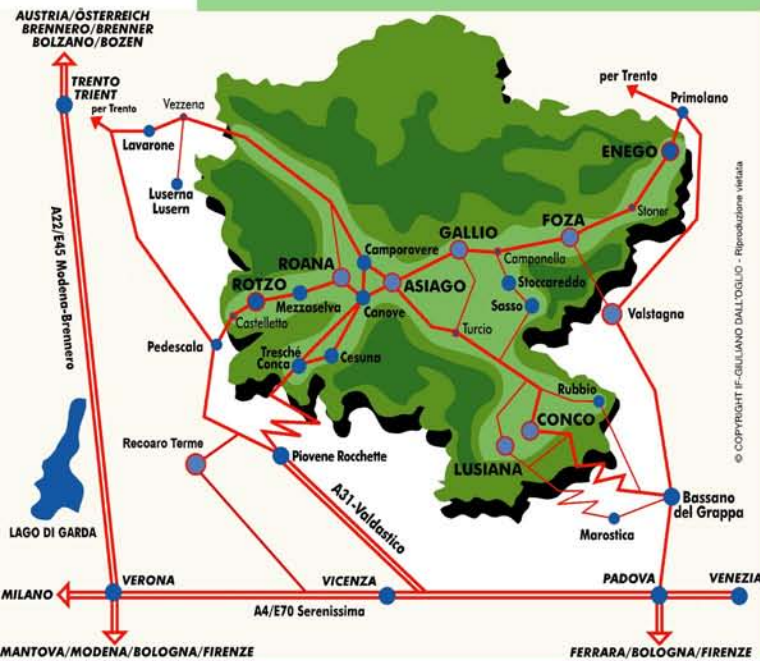 AUSTRIA/ÖSTERREICH
BRENNERO/BRENNER
BOLZANO/BOZEN
TRENTO
TRIENT
per Trento
Vezzena
Lavarone
Luserna
Lusern
per Trento
Primolano
ENEGO
Stoner
FOZA
GALLIO
Campanella
Camporovere
ROANA
ASIAGO
Stoccareddo
Sasso
ROTZO
Mezzaselva
Canove
Castelletto
Turcio
Valstagna
Pedescala
Tresché
Conca
Cesuna
Rubbio
CONCO
LUSIANA
Recoaro Terme
Piovene Rocchette
A22/E45 Modena-Brennero
A31-Valdastico
LAGO DI GARDA
Bassano
del Grappa
Marostica
MILANO
VERONA
VICENZA
A4/E70 Serenissima
PADOVA
VENEZIA
MANTOVA/MODENA/BOLOGNA/FIRENZE
FERRARA/BOLOGNA/FIRENZE
© COPYRIGHT IF-GIULIANO DALL'OGLIO - Riproduzione vietata